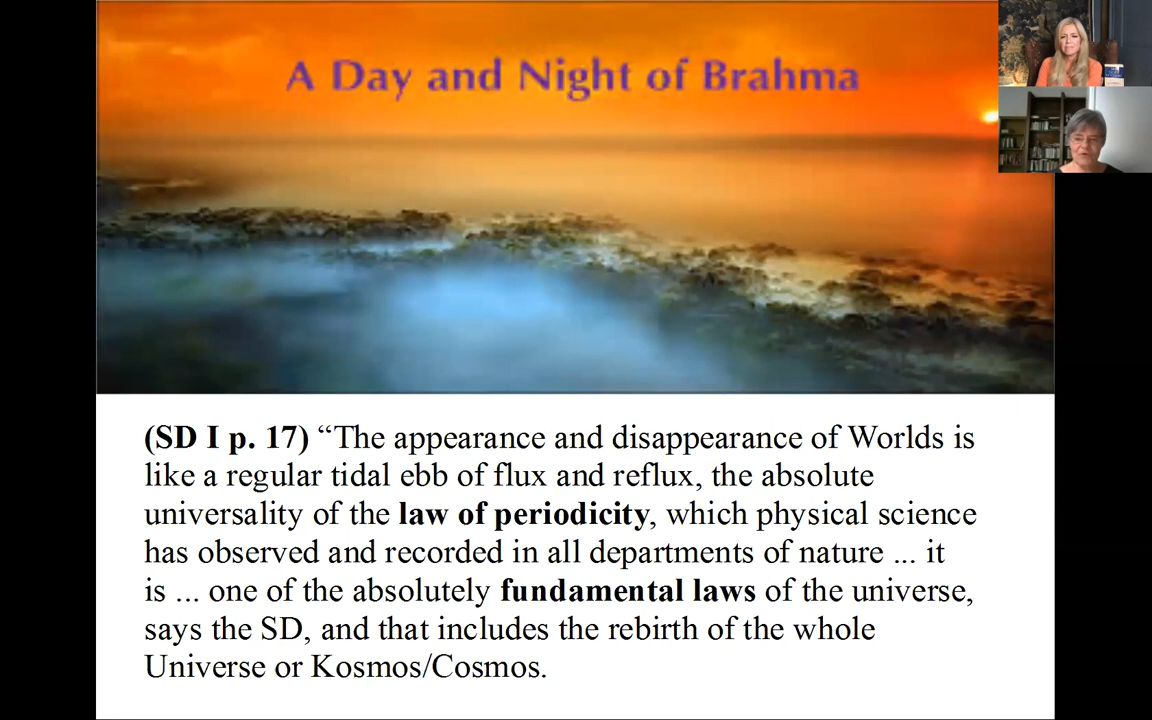 A Day and Night of Brahma
(SD I p. 17) “The appearance and disappearance of Worlds is
like a regular tidal ebb of flux and reflux, the absolute
universality of the law of periodicity, which physical science
has observed and recorded in all departments of nature ... it
is ... one of the absolutely fundamental laws of the universe,
says the SD, and that includes the rebirth of the whole
Universe or Kosmos/Cosmos.